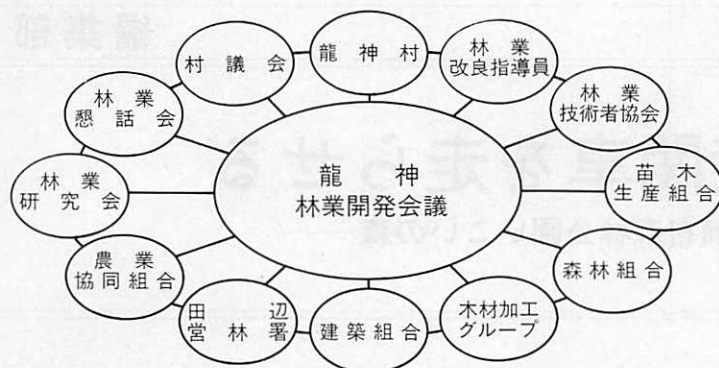 龍神村
林業
改良指導員
林業
技術者協会
苗木
生産組合
森林組合
木材加工
グループ
建築組合
田辺
営林署
農業
協同組合
林業
研究会
林業
懇話会
村議会
龍神
林業開発会議